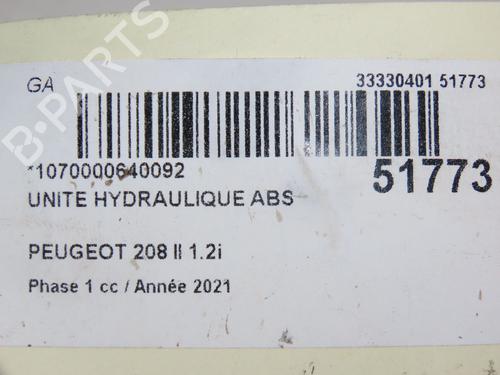 GA
33330401 51773
*1070000640092
51773
UNITE HYDRAULIQUE ABS
PEUGEOT 208 II 1.2i
Phase 1 cc / Année 2021
B-PARTS